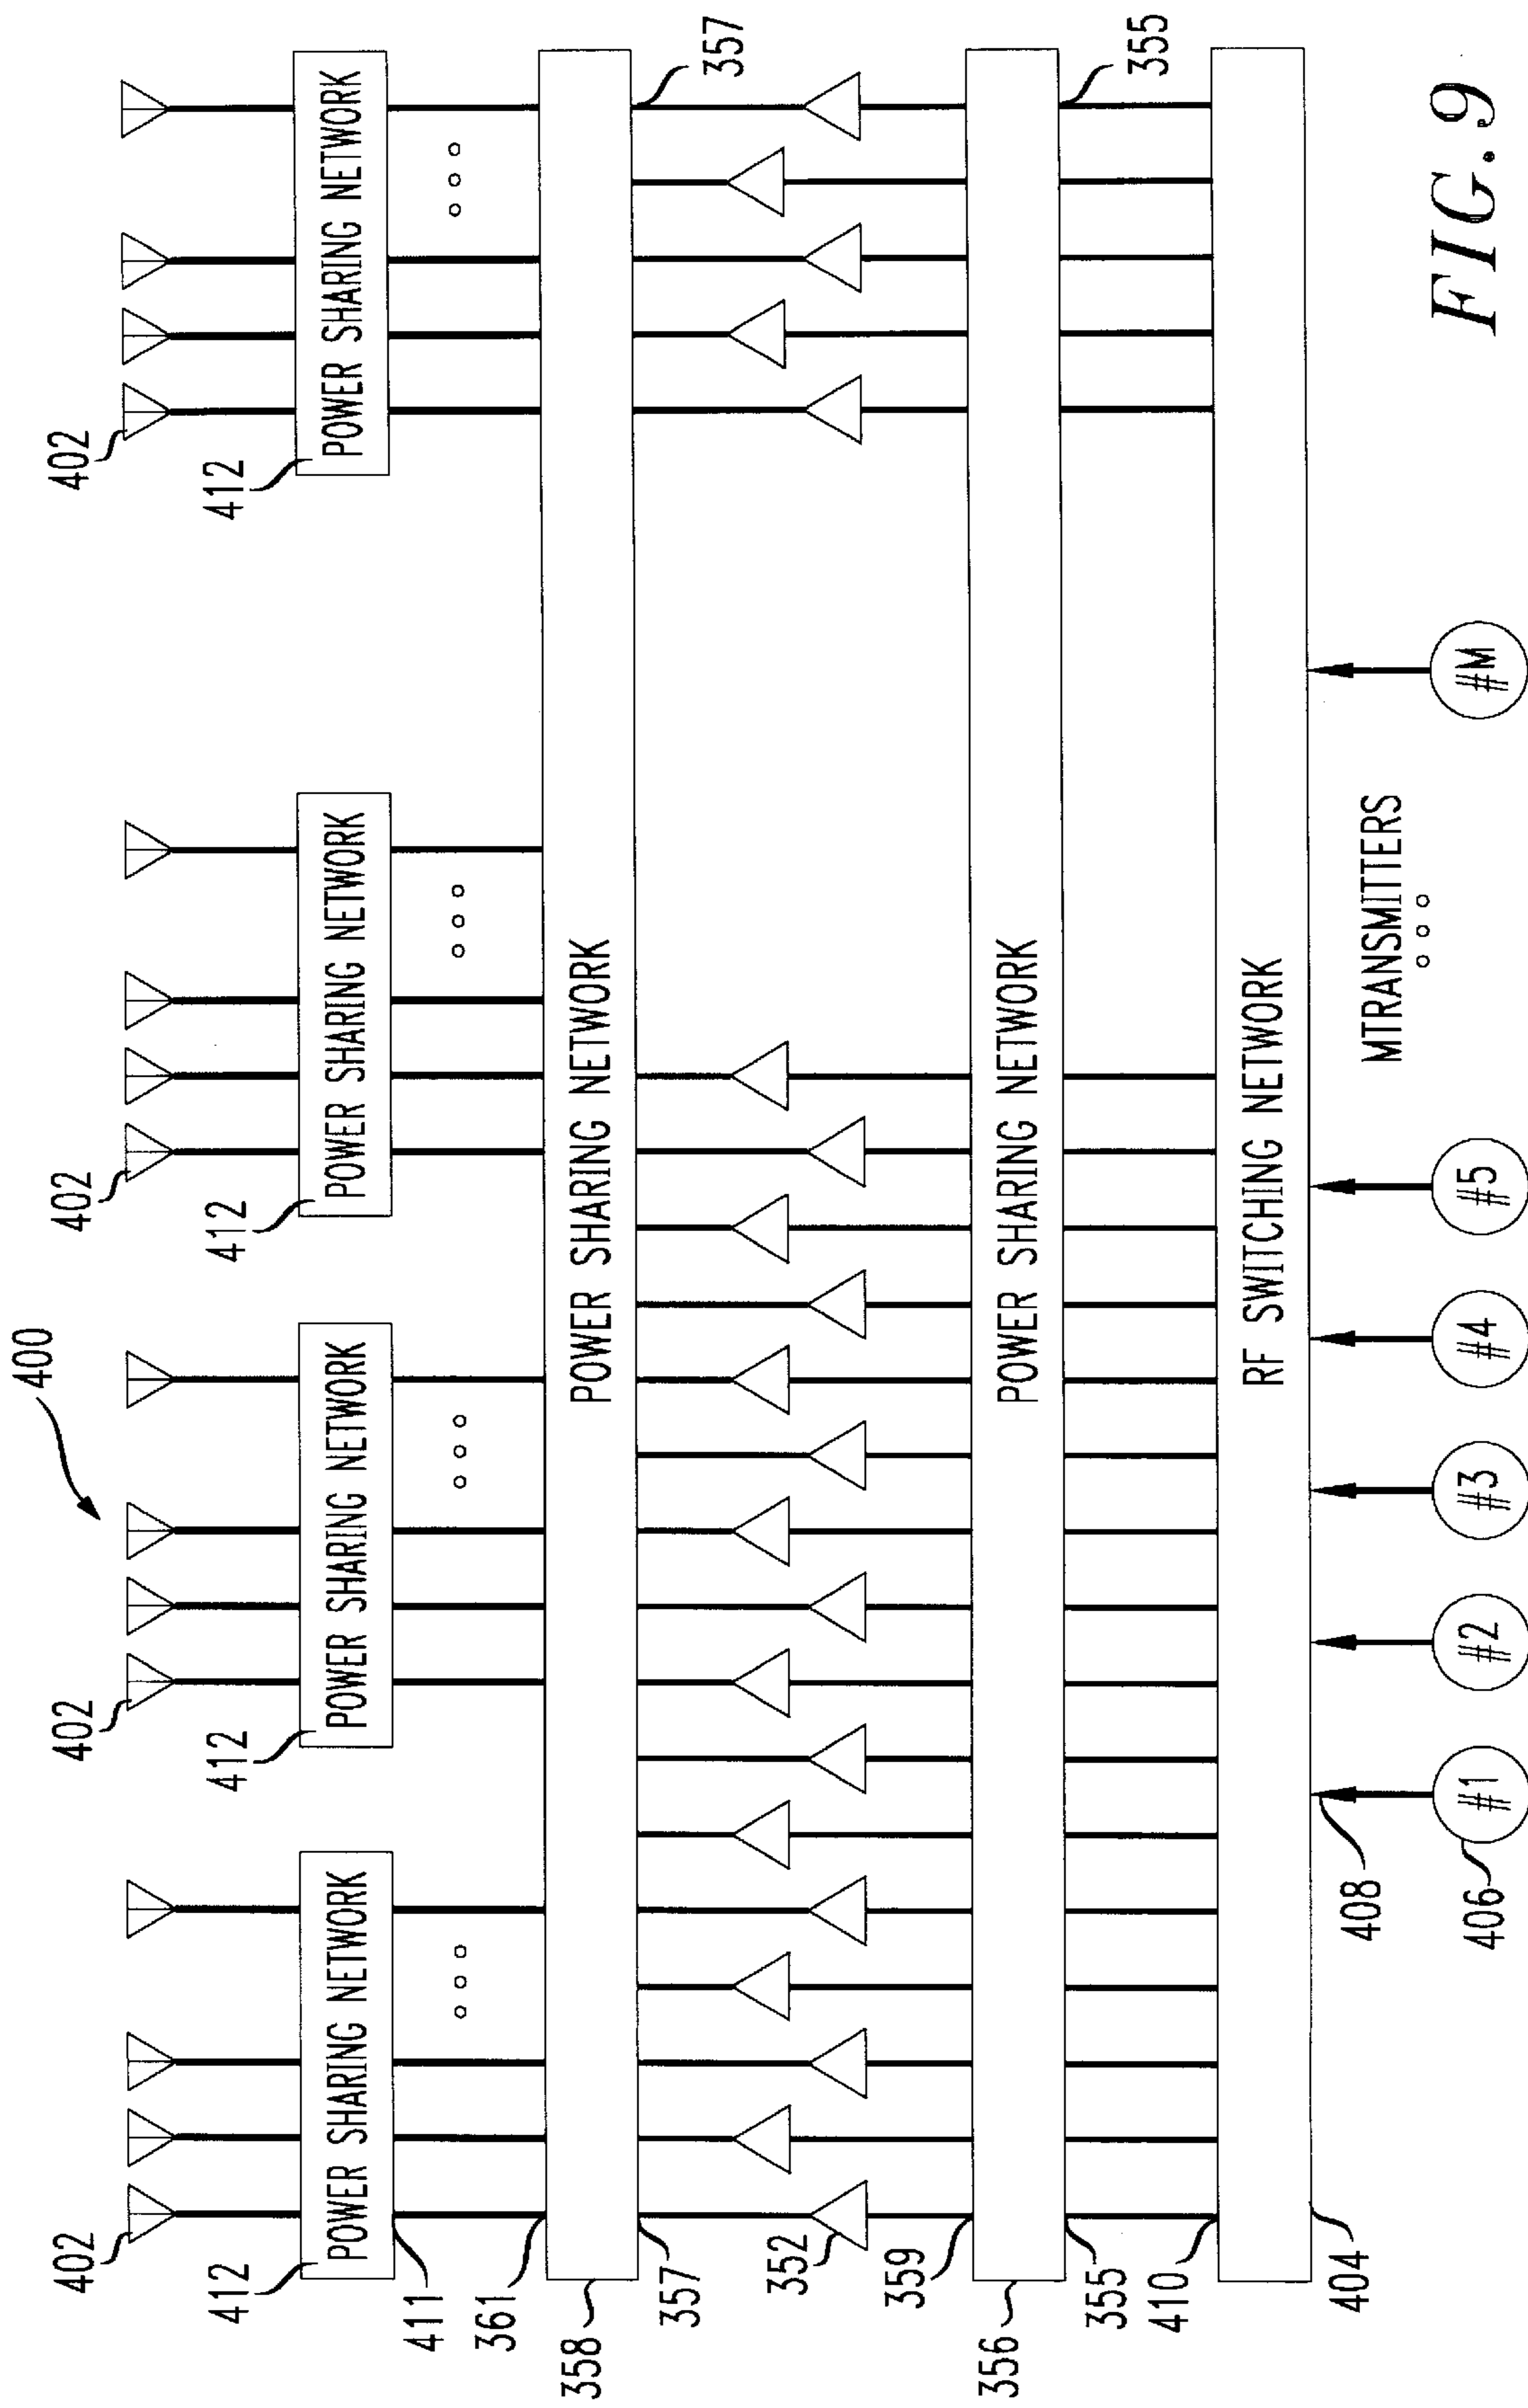 400
402
402
402
402
412
POWER SHARING NETWORK
412
POWER SHARING NETWORK
412
POWER SHARING NETWORK
412
POWER SHARING NETWORK
411
361
358
POWER SHARING NETWORK
357
357
352
359
356
POWER SHARING NETWORK
355
355
410
RF SWITCHING NETWORK
404
408
MTRANSMITTERS
406
#1
#2
#3
#4
#5
#M
FIG. 9